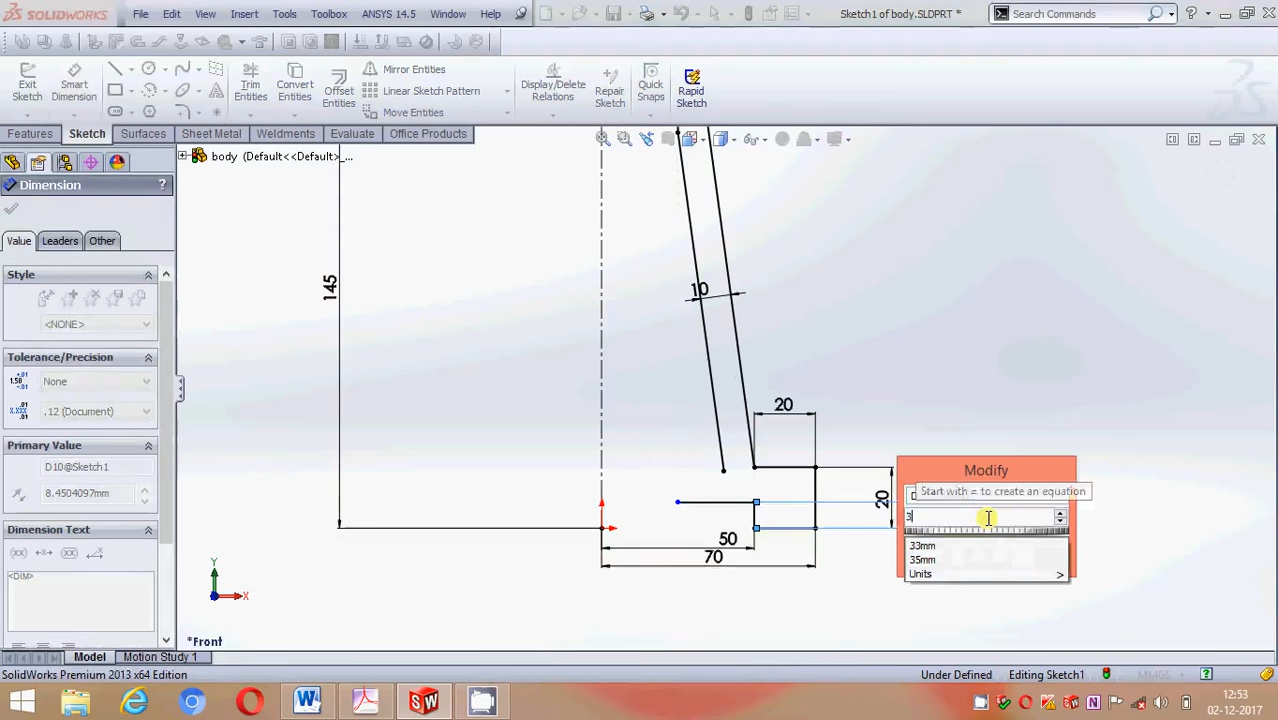 SOLIDWORKS
File
Edit
View
Insert
Tools
Toolbox
ANSYS 14.5
Window
Help
Sketch1 of body.SLDPRT *
Search Commands
Exit Sketch
Smart Dimension
Trim Entities
Convert Entities
Offset Entities
Mirror Entities
Linear Sketch Pattern
Move Entities
Display/Delete Relations
Repair Sketch
Quick Snaps
Rapid Sketch
Features
Sketch
Surfaces
Sheet Metal
Weldments
Evaluate
Office Products
body (Default<<Default>_...
Dimension
?
Value
Leaders
Other
Style
<NONE>
Tolerance/Precision
None
.12 (Document)
Primary Value
D10@Sketch1
8.4504097mm
Dimension Text
<DIM>
145
10
20
20
50
70
Modify
Start with = to create an equation
3
33mm
35mm
Units >
Y
X
*Front
Model
Motion Study 1
SolidWorks Premium 2013 x64 Edition
Under Defined
Editing Sketch1
MMGS
12:53
02-12-2017